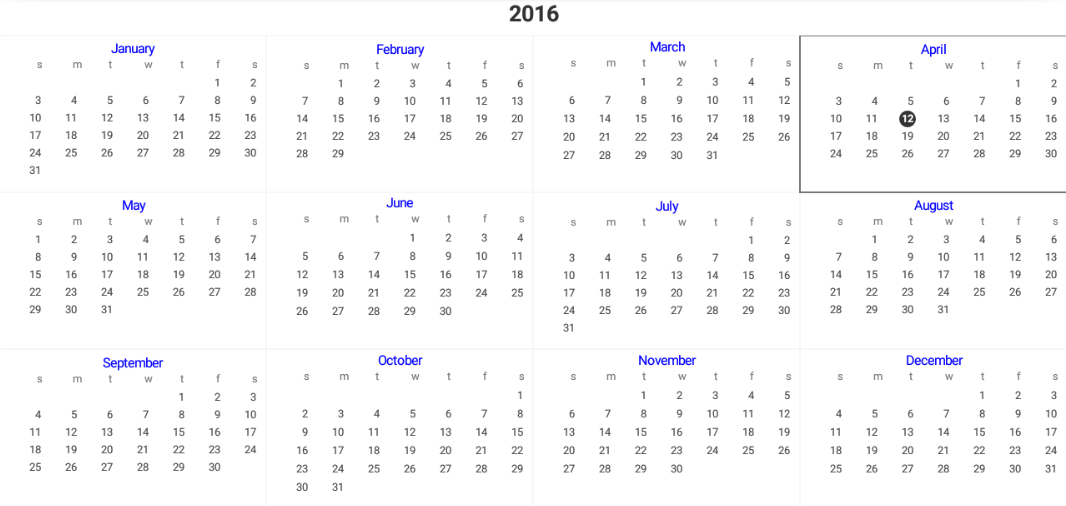 2016
January
s m t w t f s
1 2
3 4 5 6 7 8 9
10 11 12 13 14 15 16
17 18 19 20 21 22 23
24 25 26 27 28 29 30
31
February
s m t w t f s
1 2 3 4 5 6
7 8 9 10 11 12 13
14 15 16 17 18 19 20
21 22 23 24 25 26 27
28 29
March
s m t w t f s
1 2 3 4 5
6 7 8 9 10 11 12
13 14 15 16 17 18 19
20 21 22 23 24 25 26
27 28 29 30 31
April
s m t w t f s
1 2
3 4 5 6 7 8 9
10 11 12 13 14 15 16
17 18 19 20 21 22 23
24 25 26 27 28 29 30
May
s m t w t f s
1 2 3 4 5 6 7
8 9 10 11 12 13 14
15 16 17 18 19 20 21
22 23 24 25 26 27 28
29 30 31
June
s m t w t f s
1 2 3 4
5 6 7 8 9 10 11
12 13 14 15 16 17 18
19 20 21 22 23 24 25
26 27 28 29 30
July
s m t w t f s
1 2
3 4 5 6 7 8 9
10 11 12 13 14 15 16
17 18 19 20 21 22 23
24 25 26 27 28 29 30
31
August
s m t w t f s
1 2 3 4 5 6
7 8 9 10 11 12 13
14 15 16 17 18 19 20
21 22 23 24 25 26 27
28 29 30 31
September
s m t w t f s
1 2 3
4 5 6 7 8 9 10
11 12 13 14 15 16 17
18 19 20 21 22 23 24
25 26 27 28 29 30
October
s m t w t f s
1
2 3 4 5 6 7 8
9 10 11 12 13 14 15
16 17 18 19 20 21 22
23 24 25 26 27 28 29
30 31
November
s m t w t f s
1 2 3 4 5
6 7 8 9 10 11 12
13 14 15 16 17 18 19
20 21 22 23 24 25 26
27 28 29 30
December
s m t w t f s
1 2 3
4 5 6 7 8 9 10
11 12 13 14 15 16 17
18 19 20 21 22 23 24
25 26 27 28 29 30 31